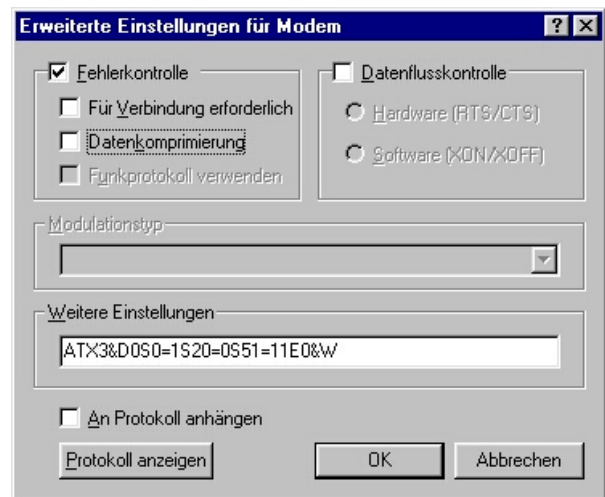 Erweiterte Einstellungen für Modem
Fehlerkontrolle
Für Verbindung erforderlich
Datenkomprimierung
Funkprotokoll verwenden
Datenflusskontrolle
Hardware (RTS/CTS)
Software (XON/XOFF)
Modulationstyp
Weitere Einstellungen
ATX3&D0S0=1S20=0S51=11E0&W
An Protokoll anhängen
Protokoll anzeigen
OK
Abbrechen